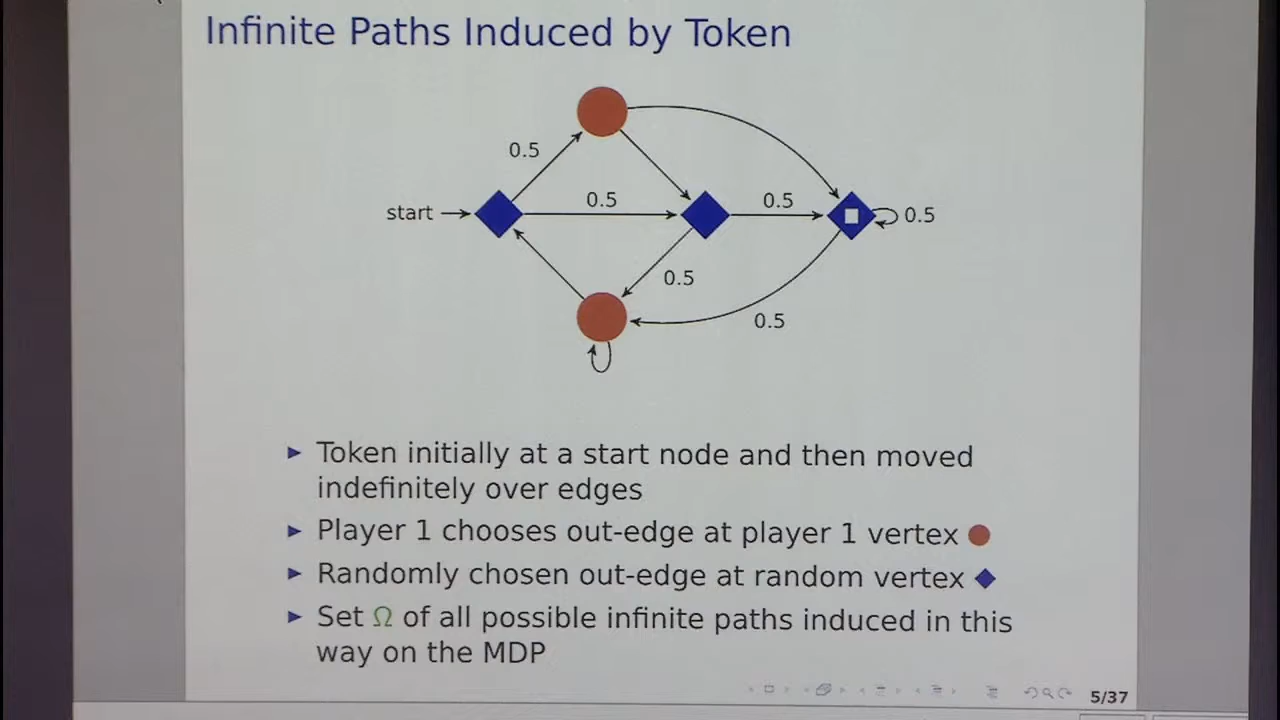 Infinite Paths Induced by Token
0.5
start
0.5
0.5
0.5
0.5
0.5
Token initially at a start node and then moved
indefinitely over edges
Player 1 chooses out-edge at player 1 vertex
Randomly chosen out-edge at random vertex
Set Ω of all possible infinite paths induced in this
way on the MDP
5/37